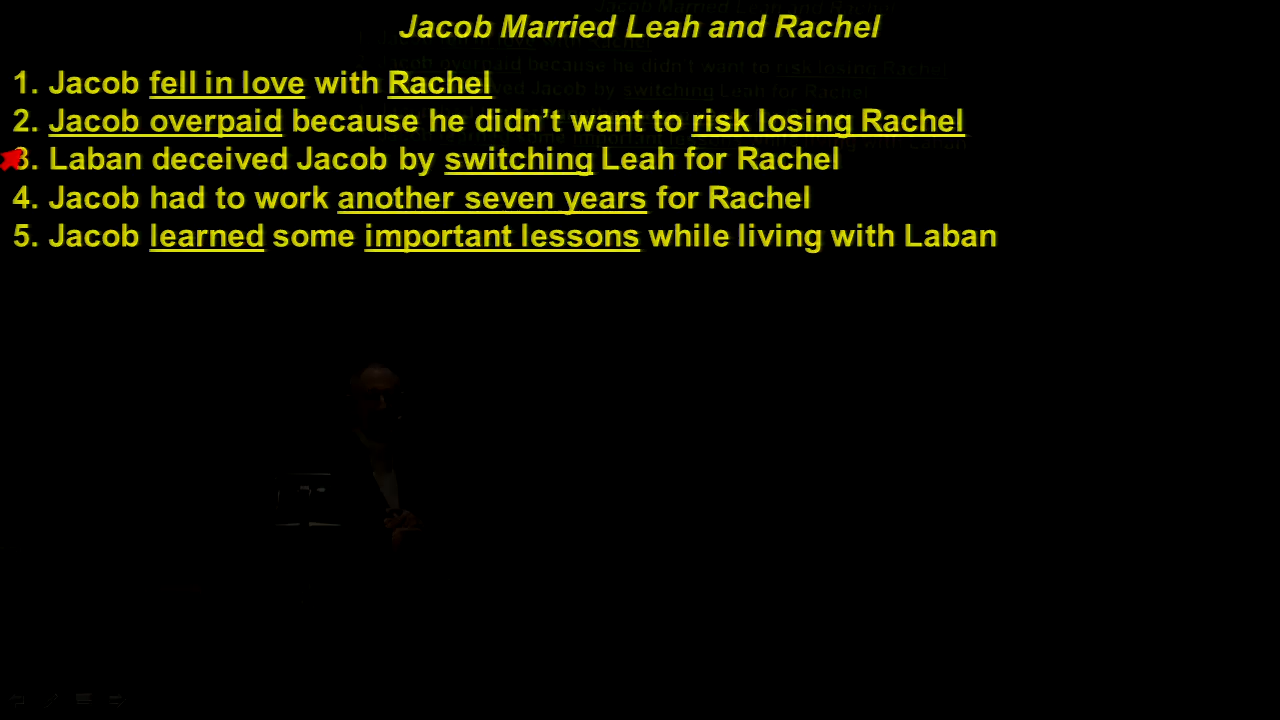 Jacob Married Leah and Rachel
1. Jacob fell in love with Rachel
2. Jacob overpaid because he didn’t want to risk losing Rachel
3. Laban deceived Jacob by switching Leah for Rachel
4. Jacob had to work another seven years for Rachel
5. Jacob learned some important lessons while living with Laban